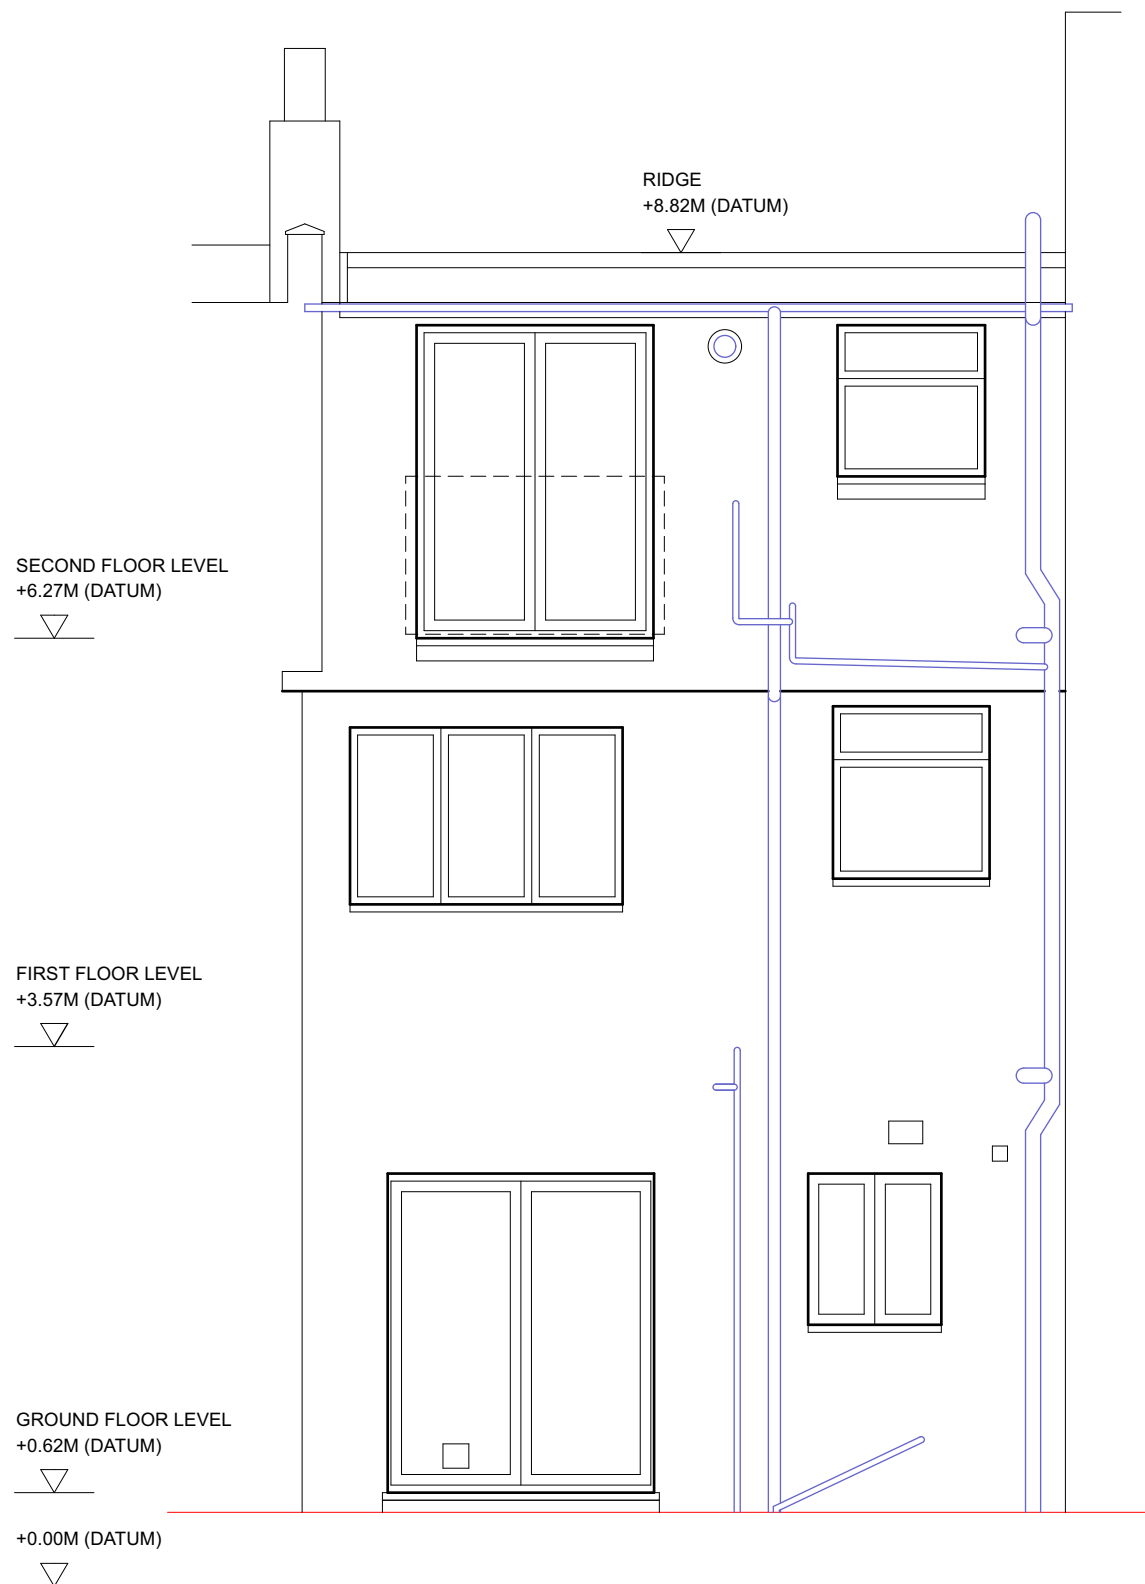 RIDGE
+8.82M (DATUM)
SECOND FLOOR LEVEL
+6.27M (DATUM)
FIRST FLOOR LEVEL
+3.57M (DATUM)
GROUND FLOOR LEVEL
+0.62M (DATUM)
+0.00M (DATUM)